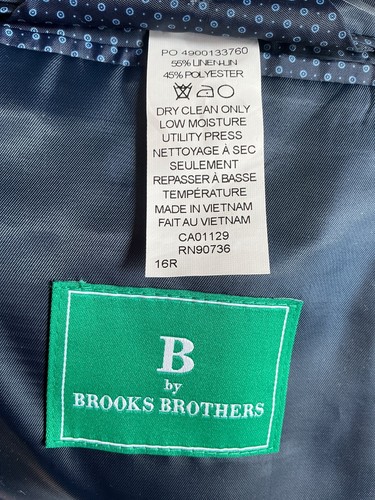 PO 4900133760
55% LINEN-LIN
45% POLYESTER
DRY CLEAN ONLY
LOW MOISTURE
UTILITY PRESS
NETTOYAGE À SEC
SEULEMENT
REPASSER À BASSE
TEMPÉRATURE
MADE IN VIETNAM
FAIT AU VIETNAM
CA01129
RN90736
16R
B
by
BROOKS BROTHERS